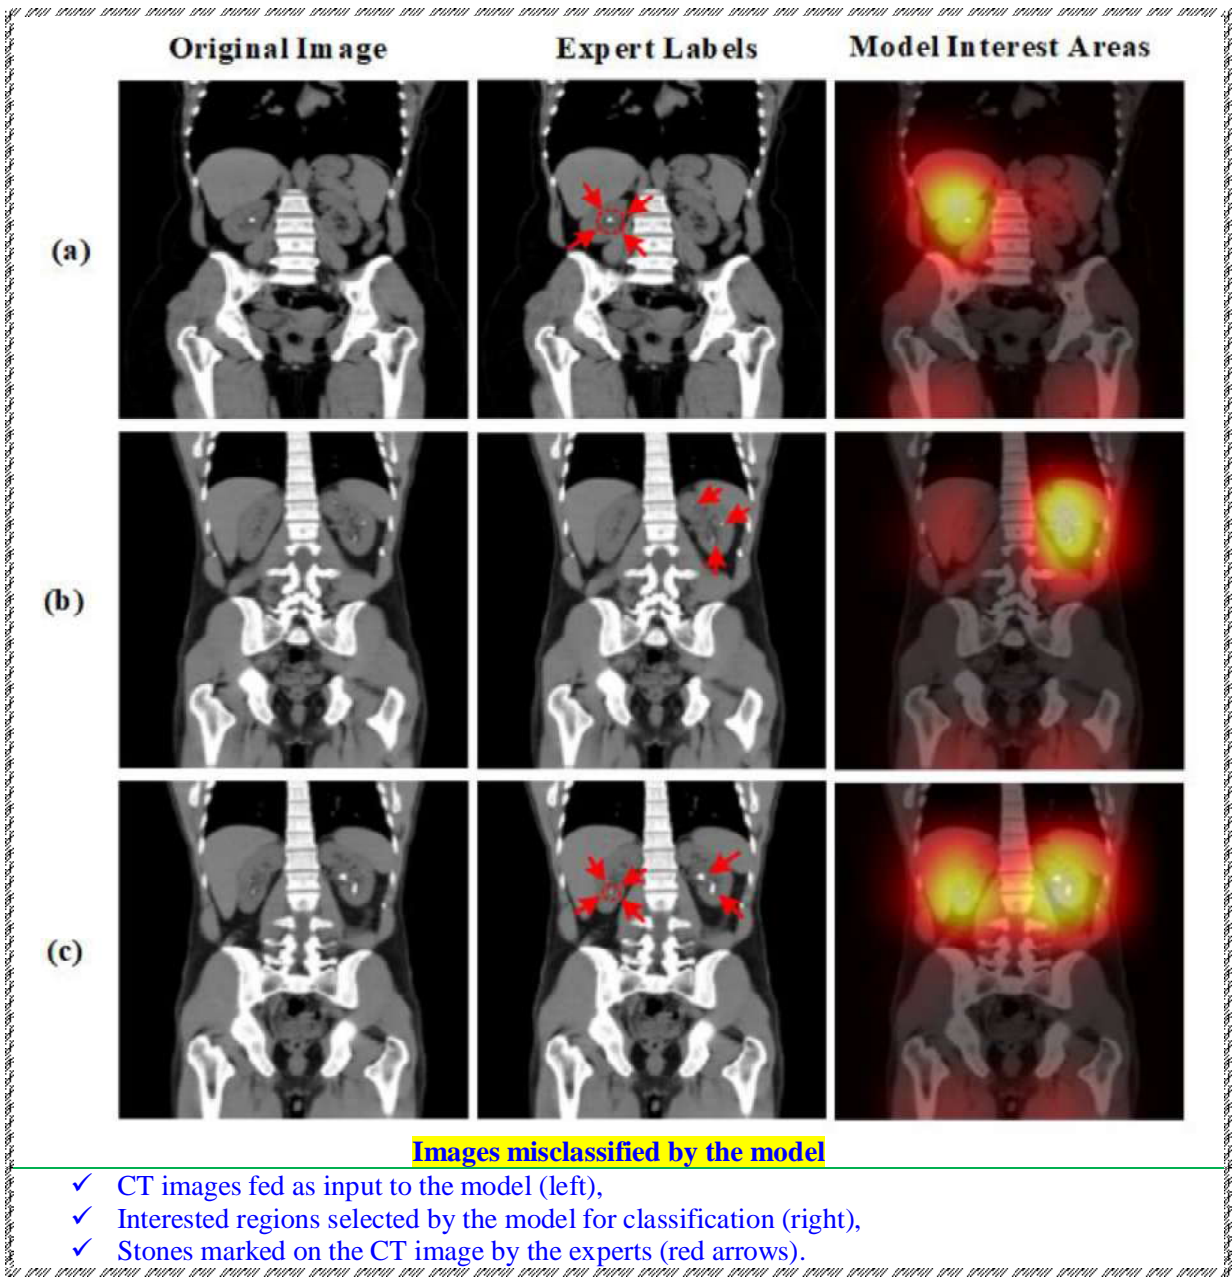 Original Image Expert Labels Model Interest Areas
(a)
(b)
(c)
Images misclassified by the model
✓ CT images fed as input to the model (left),
✓ Interested regions selected by the model for classification (right),
✓ Stones marked on the CT image by the experts (red arrows).